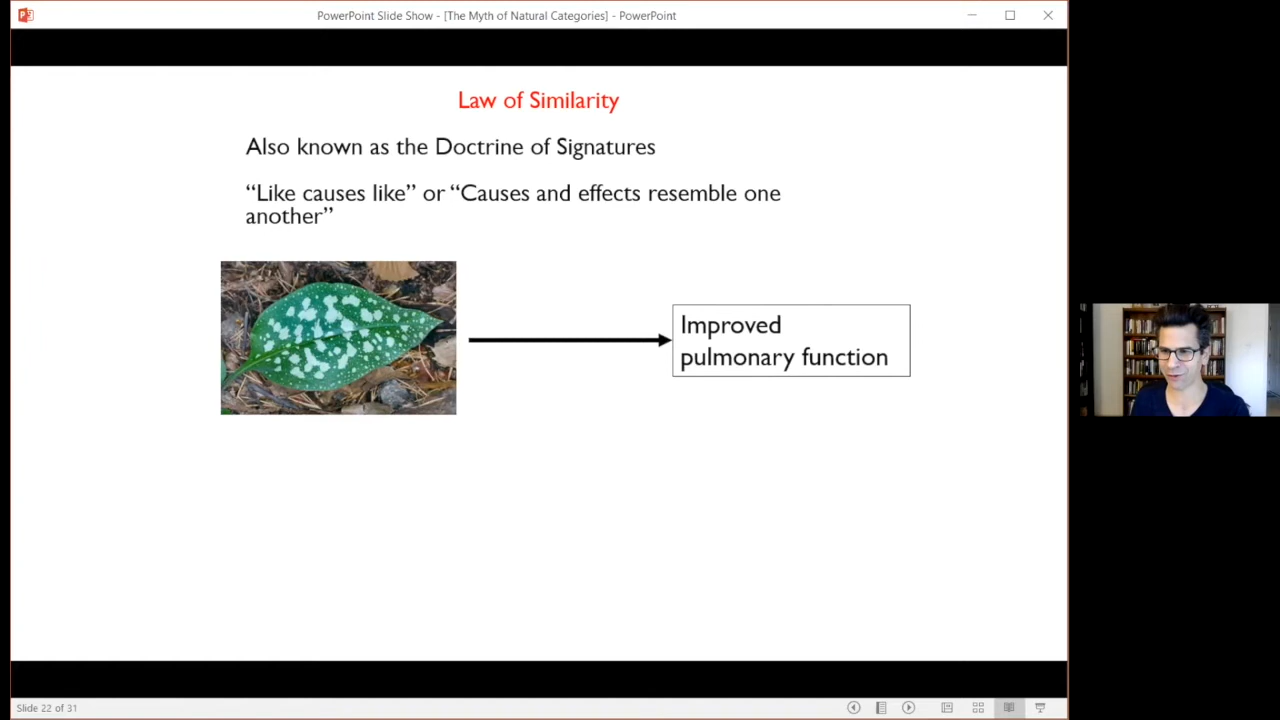 PowerPoint Slide Show - [The Myth of Natural Categories] - PowerPoint
Law of Similarity
Also known as the Doctrine of Signatures
“Like causes like” or “Causes and effects resemble one
another”
Improved
pulmonary function
Slide 22 of 31